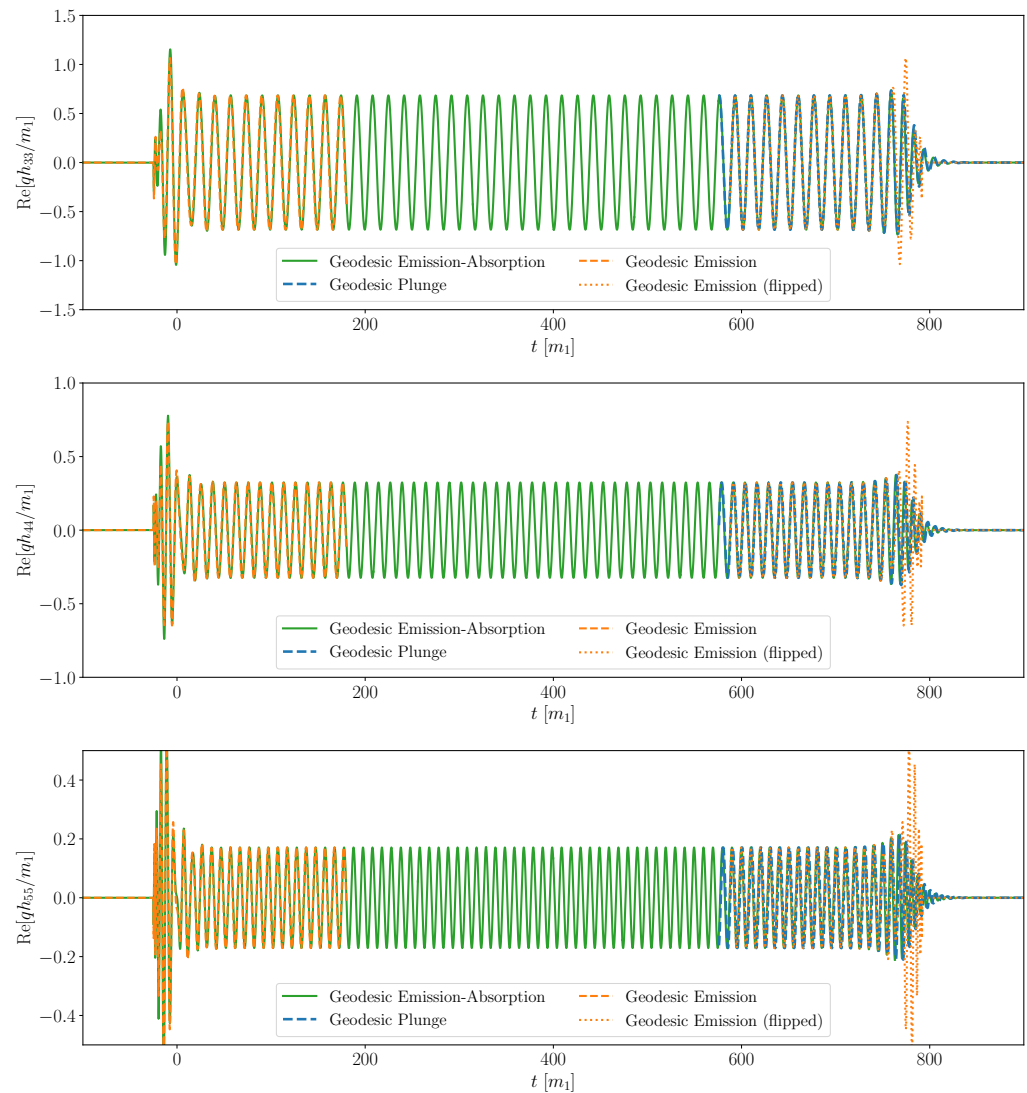 1.5
1.0
0.5
0.0
−0.5
−1.0
−1.5
Re[qh₃₃/m₁]
Geodesic Emission-Absorption
Geodesic Plunge
Geodesic Emission
Geodesic Emission (flipped)
0 200 400 600 800
t [m₁]
1.0
0.5
0.0
−0.5
−1.0
Re[qh₄₄/m₁]
Geodesic Emission-Absorption
Geodesic Plunge
Geodesic Emission
Geodesic Emission (flipped)
0 200 400 600 800
t [m₁]
0.4
0.2
0.0
−0.2
−0.4
Re[qh₅₅/m₁]
Geodesic Emission-Absorption
Geodesic Plunge
Geodesic Emission
Geodesic Emission (flipped)
0 200 400 600 800
t [m₁]